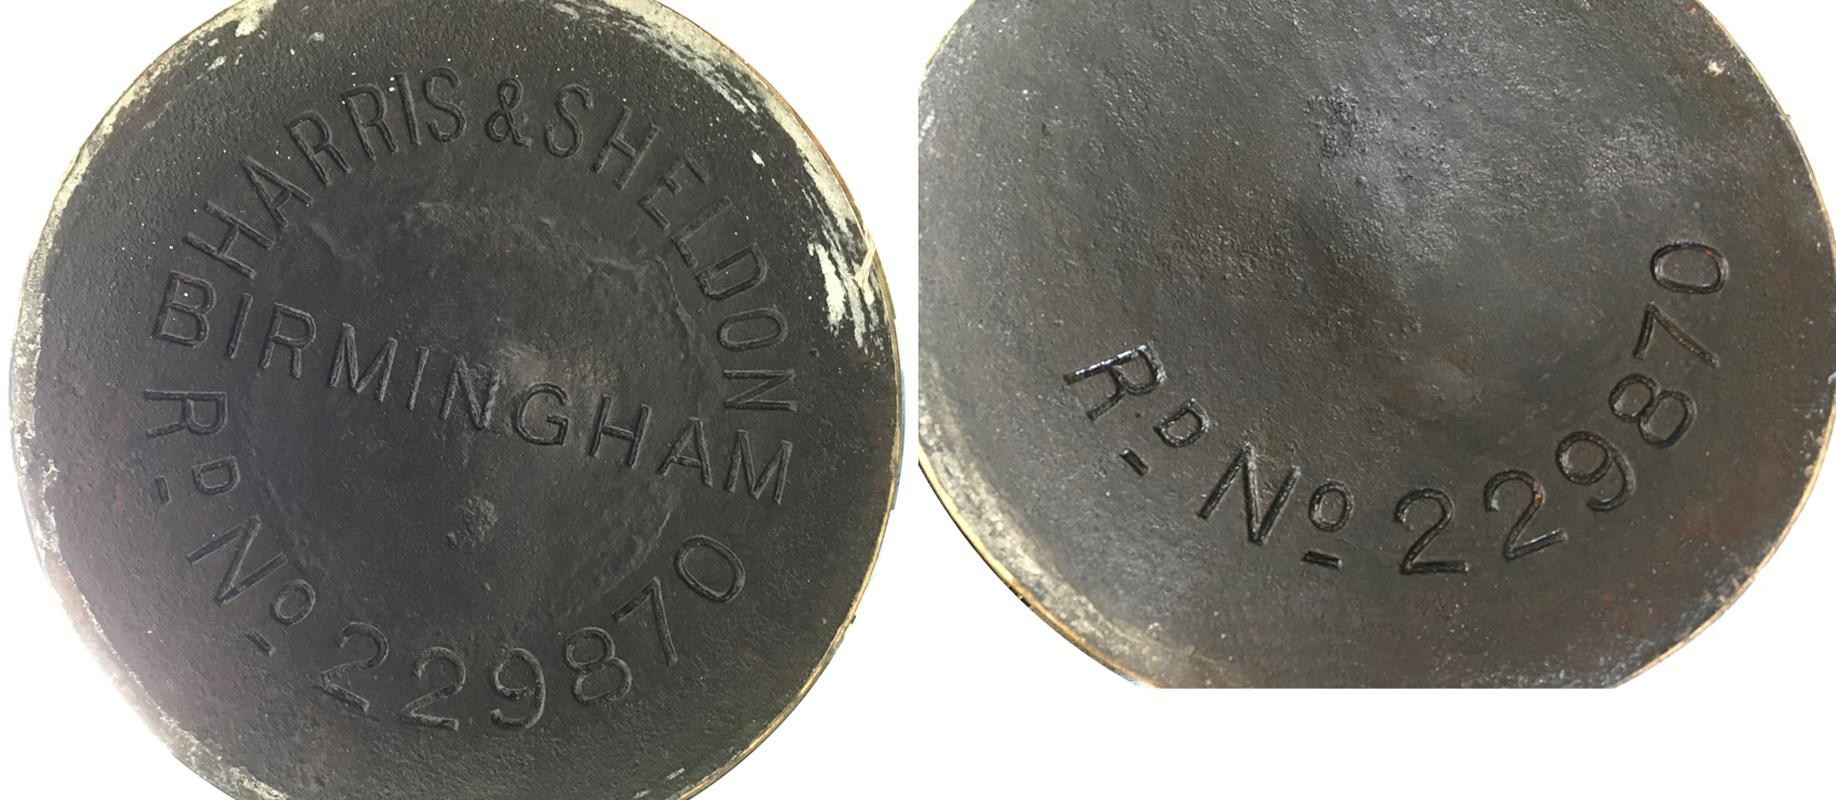 HARRIS & SHELDON
BIRMINGHAM
RD No 229870
RD No 229870